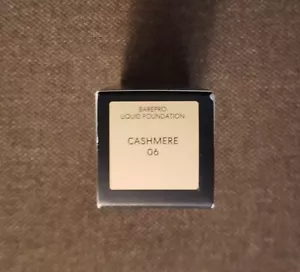 BAREPRO
LIQUID FOUNDATION
CASHMERE
06